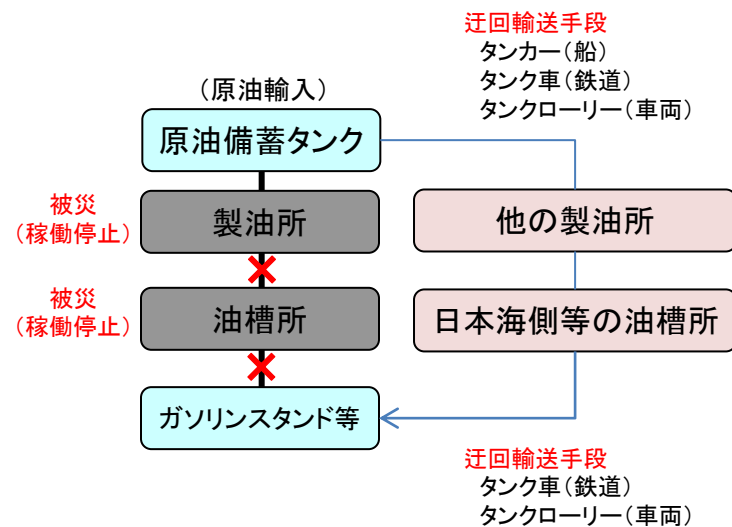 迂回輸送手段
タンカー(船)
タンク車(鉄道)
タンクローリー(車両)
(原油輸入)
原油備蓄タンク
被災
(稼働停止)
製油所
他の製油所
被災
(稼働停止)
油槽所
日本海側等の油槽所
ガソリンスタンド等
迂回輸送手段
タンク車(鉄道)
タンクローリー(車両)